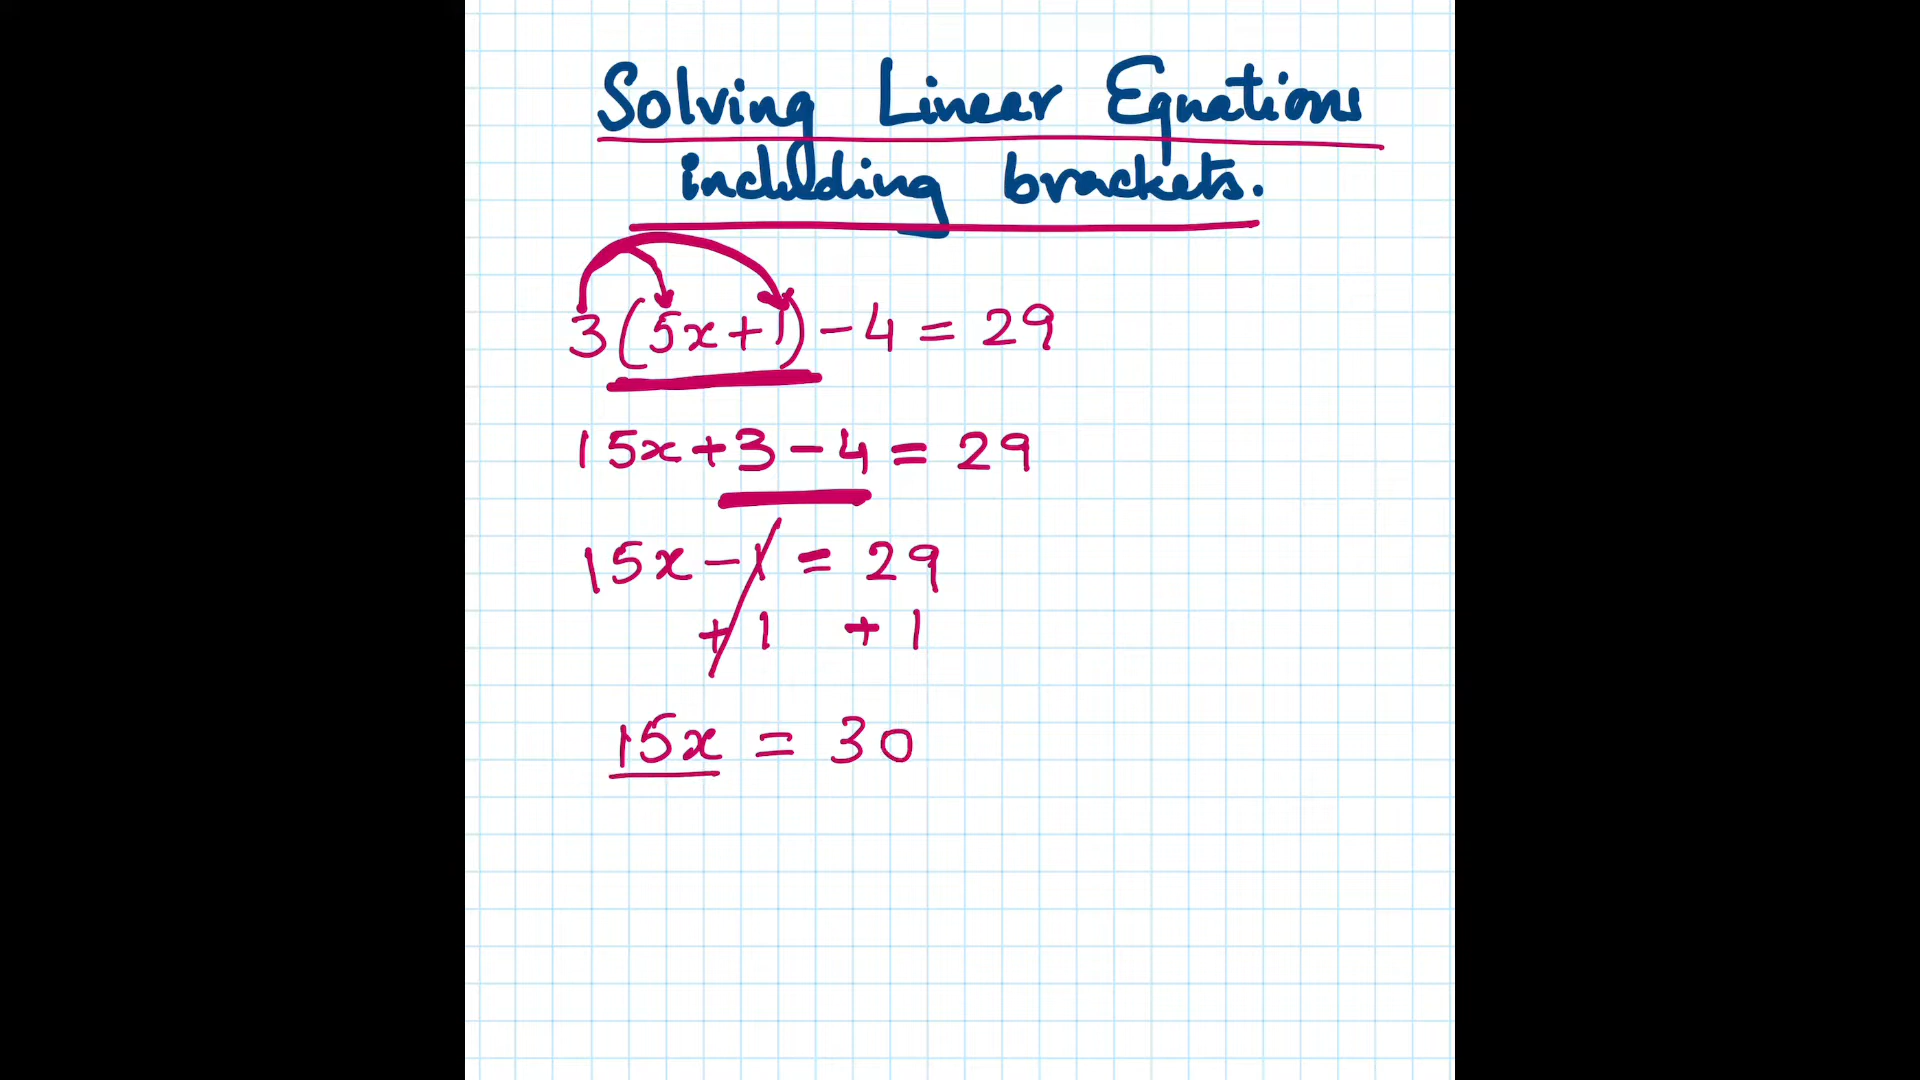 Solving Linear Equations
including brackets.
3(5x+1)-4=29
15x+3-4=29
15x-1=29
+1 +1
15x=30